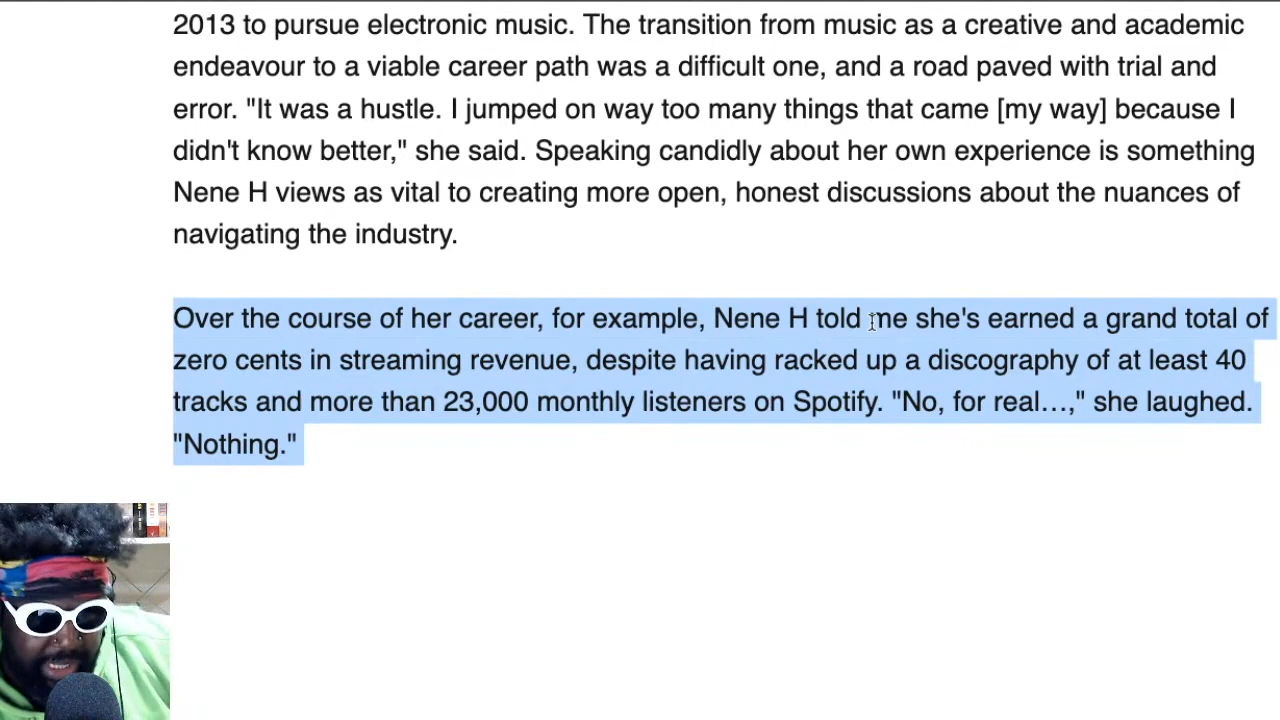 2013 to pursue electronic music. The transition from music as a creative and academic
endeavour to a viable career path was a difficult one, and a road paved with trial and
error. "It was a hustle. I jumped on way too many things that came [my way] because I
didn't know better," she said. Speaking candidly about her own experience is something
Nene H views as vital to creating more open, honest discussions about the nuances of
navigating the industry.
Over the course of her career, for example, Nene H told me she's earned a grand total of
zero cents in streaming revenue, despite having racked up a discography of at least 40
tracks and more than 23,000 monthly listeners on Spotify. "No, for real…," she laughed.
"Nothing."